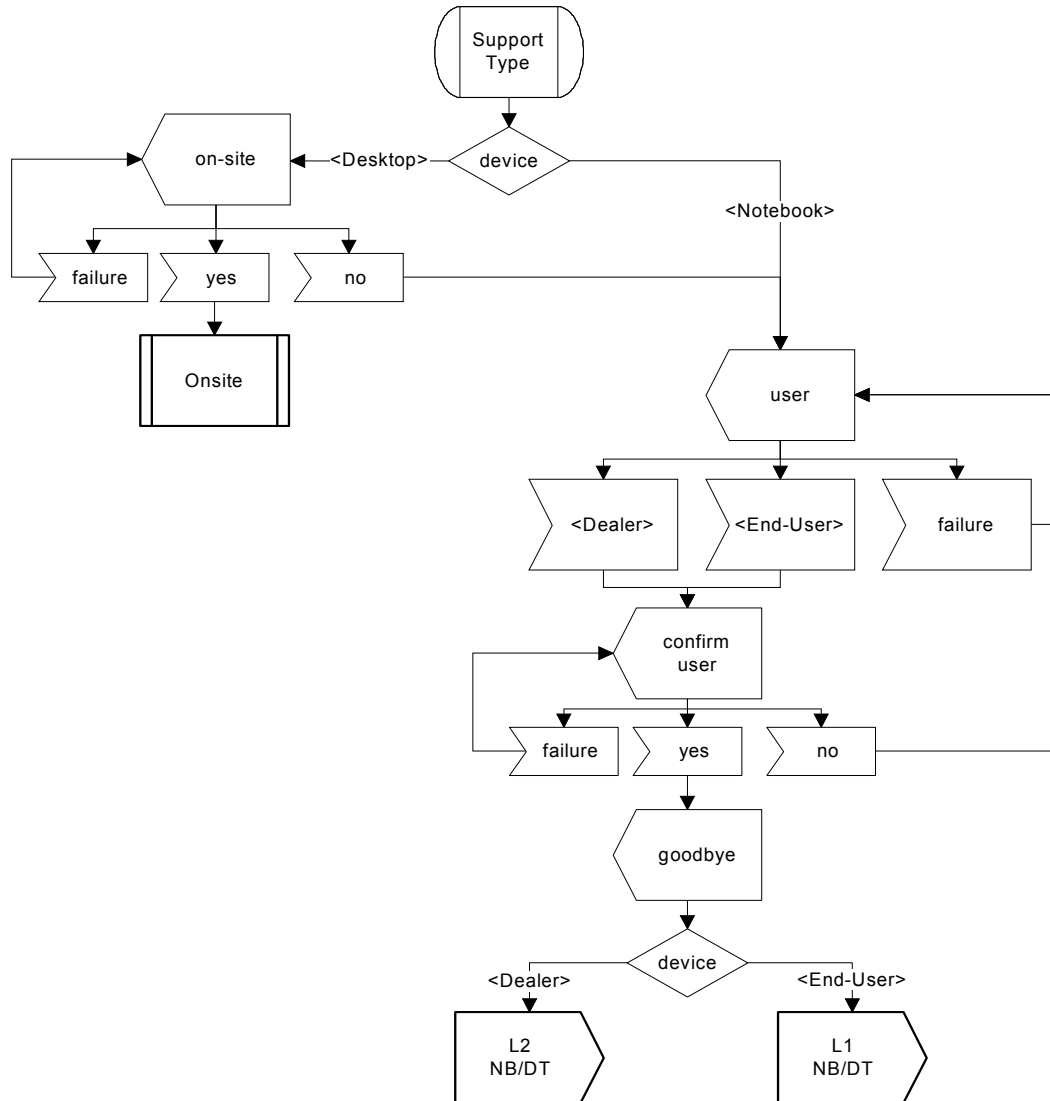 Support
Type
on-site
<Desktop>
device
<Notebook>
failure
yes
no
Onsite
user
<Dealer>
<End-User>
failure
confirm
user
failure
yes
no
goodbye
device
<Dealer>
<End-User>
L2
NB/DT
L1
NB/DT